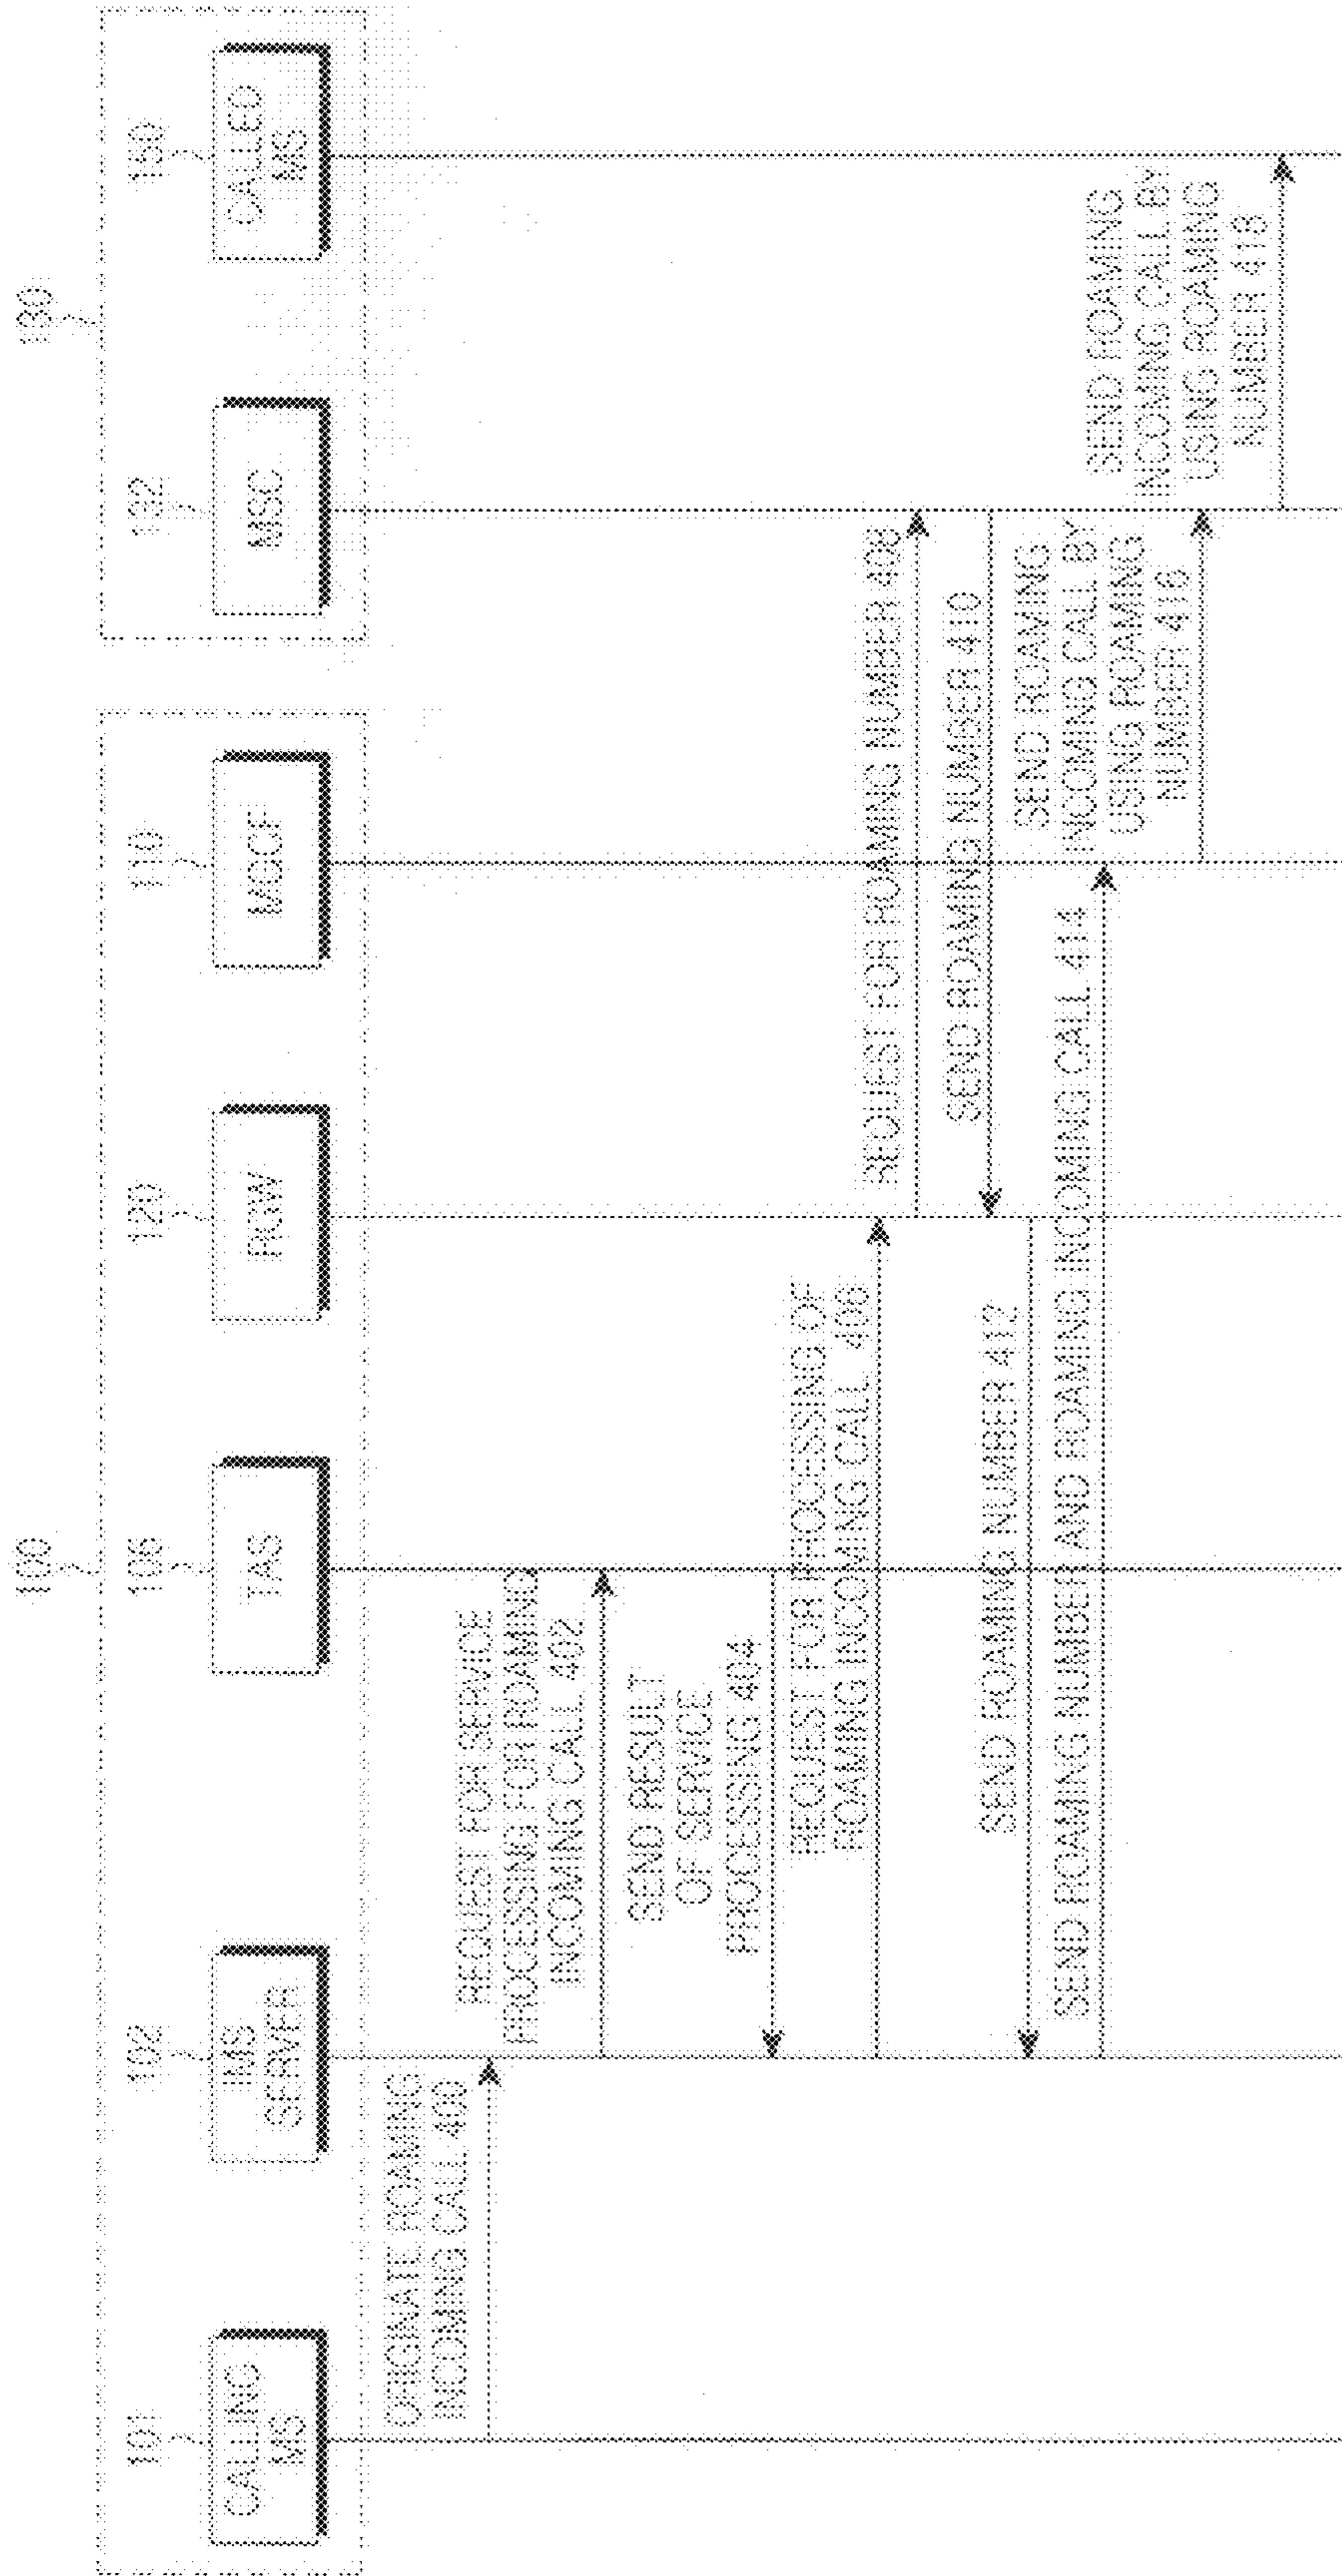 100
130
101
102
106
120
110
132
150
CALLING
MS
IMS
SERVER
TAS
RGW
MGCF
MSC
CALLED
MS
ORIGINATE ROAMING
INCOMING CALL 400
REQUEST FOR SERVICE
PROCESSING FOR ROAMING
INCOMING CALL 402
SEND RESULT
OF SERVICE
PROCESSING 404
REQUEST FOR PROCESSING OF
ROAMING INCOMING CALL 406
REQUEST FOR ROAMING NUMBER 408
SEND ROAMING NUMBER 410
SEND ROAMING NUMBER 412
SEND ROAMING NUMBER AND ROAMING INCOMING CALL 414
SEND ROAMING
INCOMING CALL BY
USING ROAMING
NUMBER 416
SEND ROAMING
INCOMING CALL BY
USING ROAMING
NUMBER 418